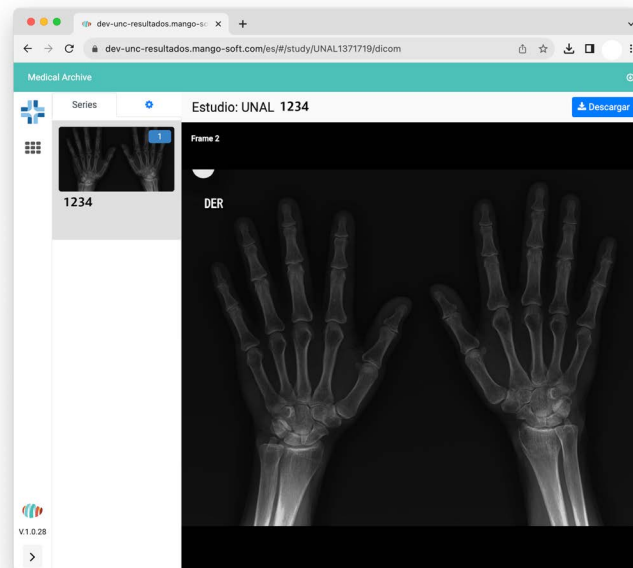 dev-unc-resultados.mango-so
dev-unc-resultados.mango-soft.com/es/#/study/UNAL1371719/dicom
Medical Archive
Series
Estudio: UNAL 1234
Descargar
1
Frame 2
1234
DER
V.1.0.28